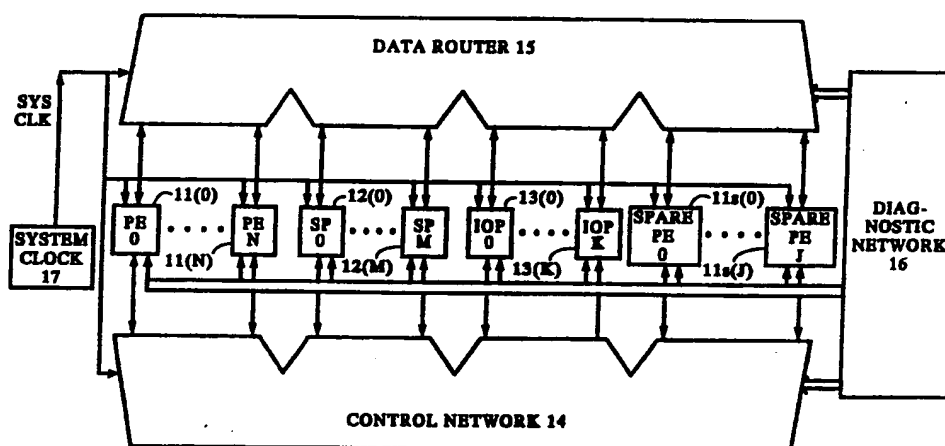 DATA ROUTER 15
SYS
CLK
11(0)
12(0)
13(0)
11s(0)
PE
0
PE
N
SP
0
SP
M
IOP
0
IOP
K
SPARE
PE
0
SPARE
PE
J
11(N)
12(M)
13(K)
11s(J)
SYSTEM
CLOCK
17
DIAG-
NOSTIC
NETWORK
16
CONTROL NETWORK 14